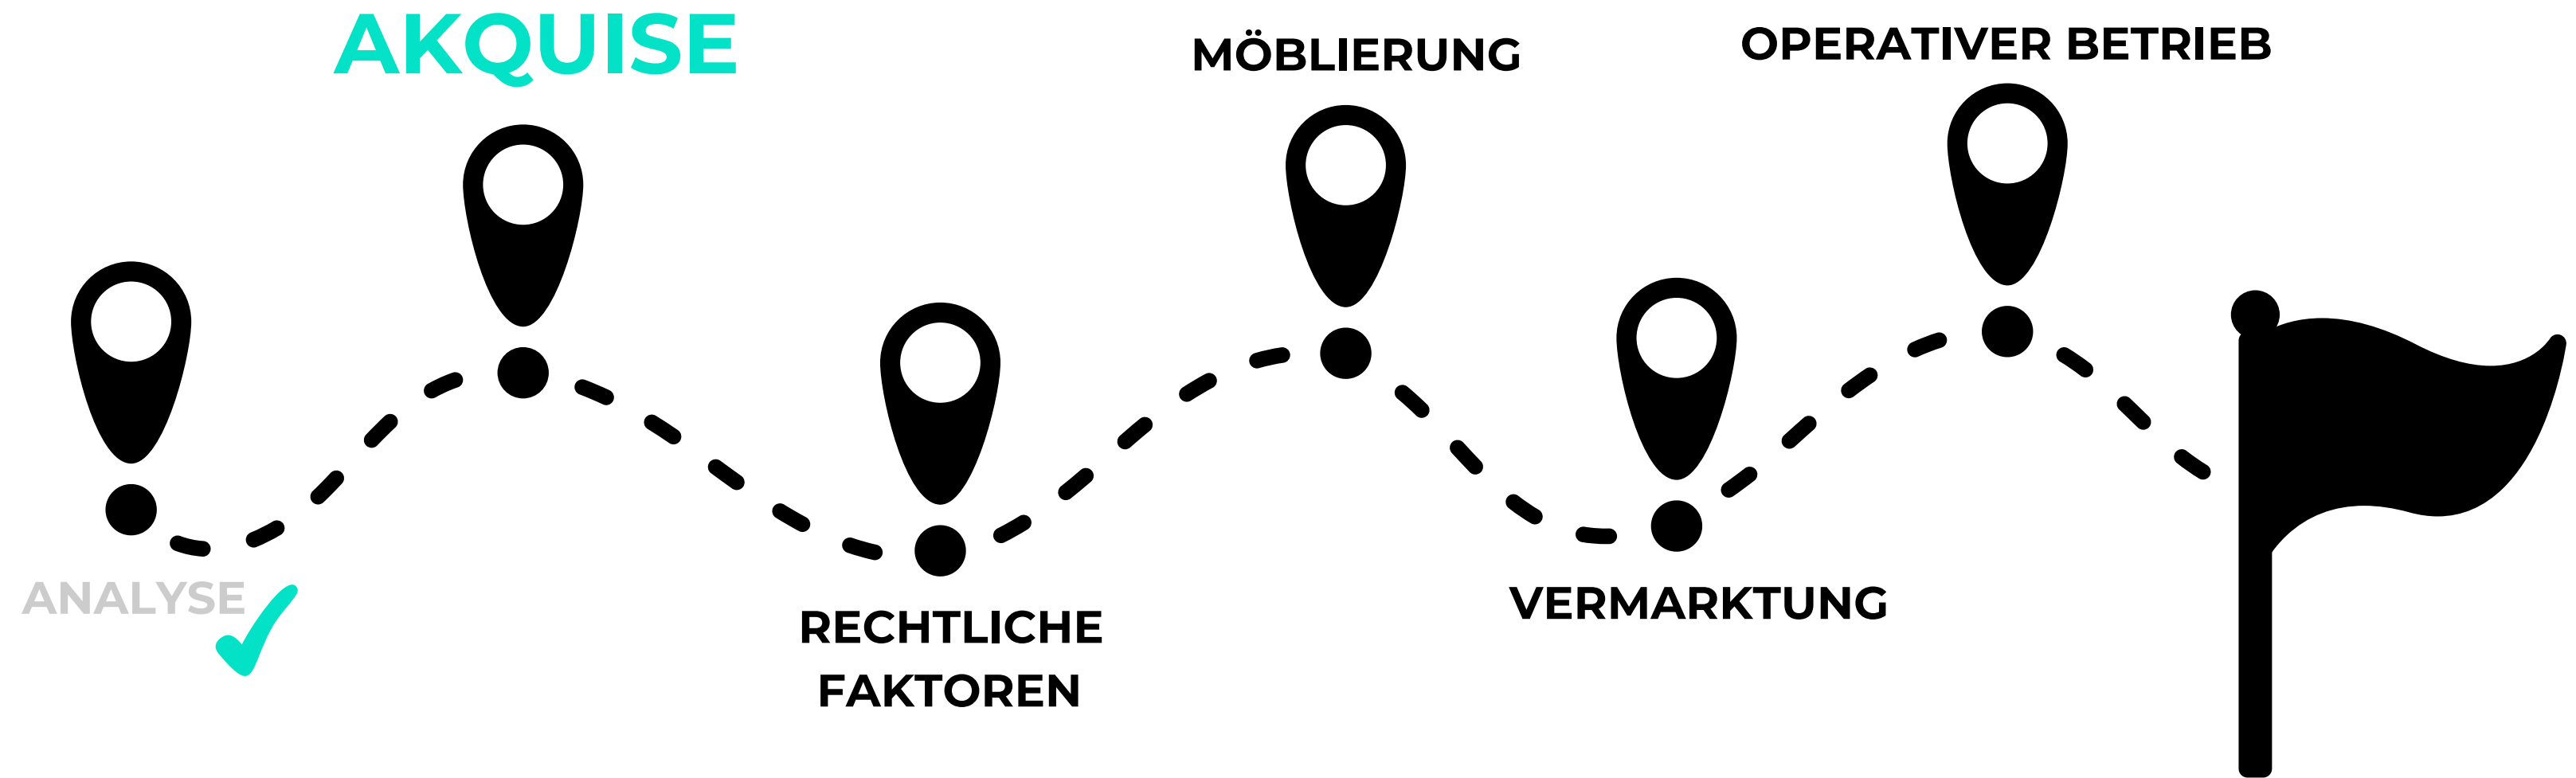 AKQUISE
MÖBLIERUNG
OPERATIVER BETRIEB
ANALYSE
RECHTLICHE
FAKTOREN
VERMARKTUNG